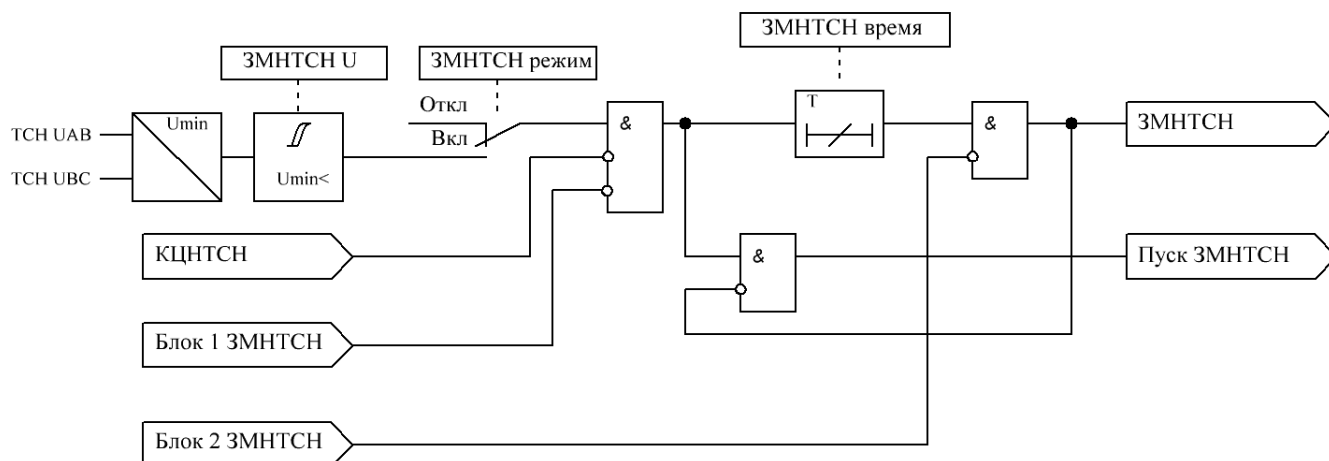 ЗМНТСН время
ЗМНТСН U
ЗМНТСН режим
Откл
Вкл
ТСН UAB
ТСН UBC
Umin
Umin<
&
T
&
ЗМНТСН
КЦНТСН
&
Пуск ЗМНТСН
Блок 1 ЗМНТСН
Блок 2 ЗМНТСН